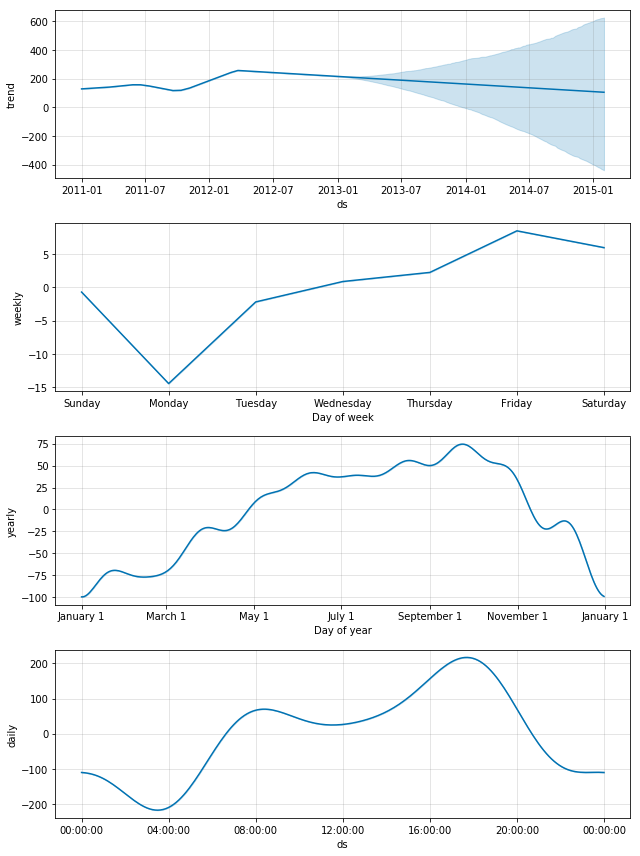 600
400
200
0
−200
−400
trend
2011-01 2011-07 2012-01 2012-07 2013-01 2013-07 2014-01 2014-07 2015-01
ds
5
0
−5
−10
−15
weekly
Sunday Monday Tuesday Wednesday Thursday Friday Saturday
Day of week
75
50
25
0
−25
−50
−75
−100
yearly
January 1 March 1 May 1 July 1 September 1 November 1 January 1
Day of year
200
100
0
−100
−200
daily
00:00:00 04:00:00 08:00:00 12:00:00 16:00:00 20:00:00 00:00:00
ds